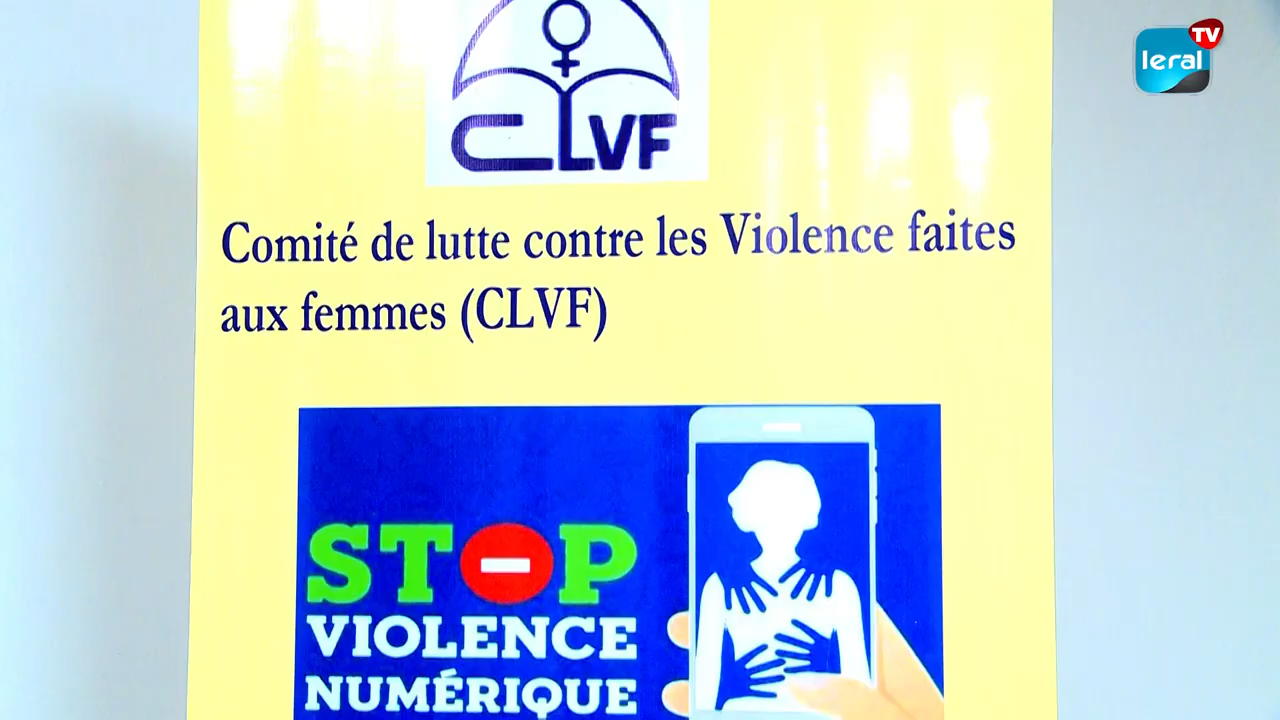 leral TV
CLVF
Comité de lutte contre les Violence faites
aux femmes (CLVF)
STOP
VIOLENCE
NUMÉRIQUE